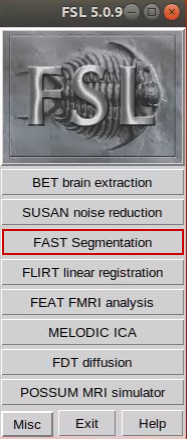 FSL 5.0.9
FSL
BET brain extraction
SUSAN noise reduction
FAST Segmentation
FLIRT linear registration
FEAT FMRI analysis
MELODIC ICA
FDT diffusion
POSSUM MRI simulator
Misc Exit Help